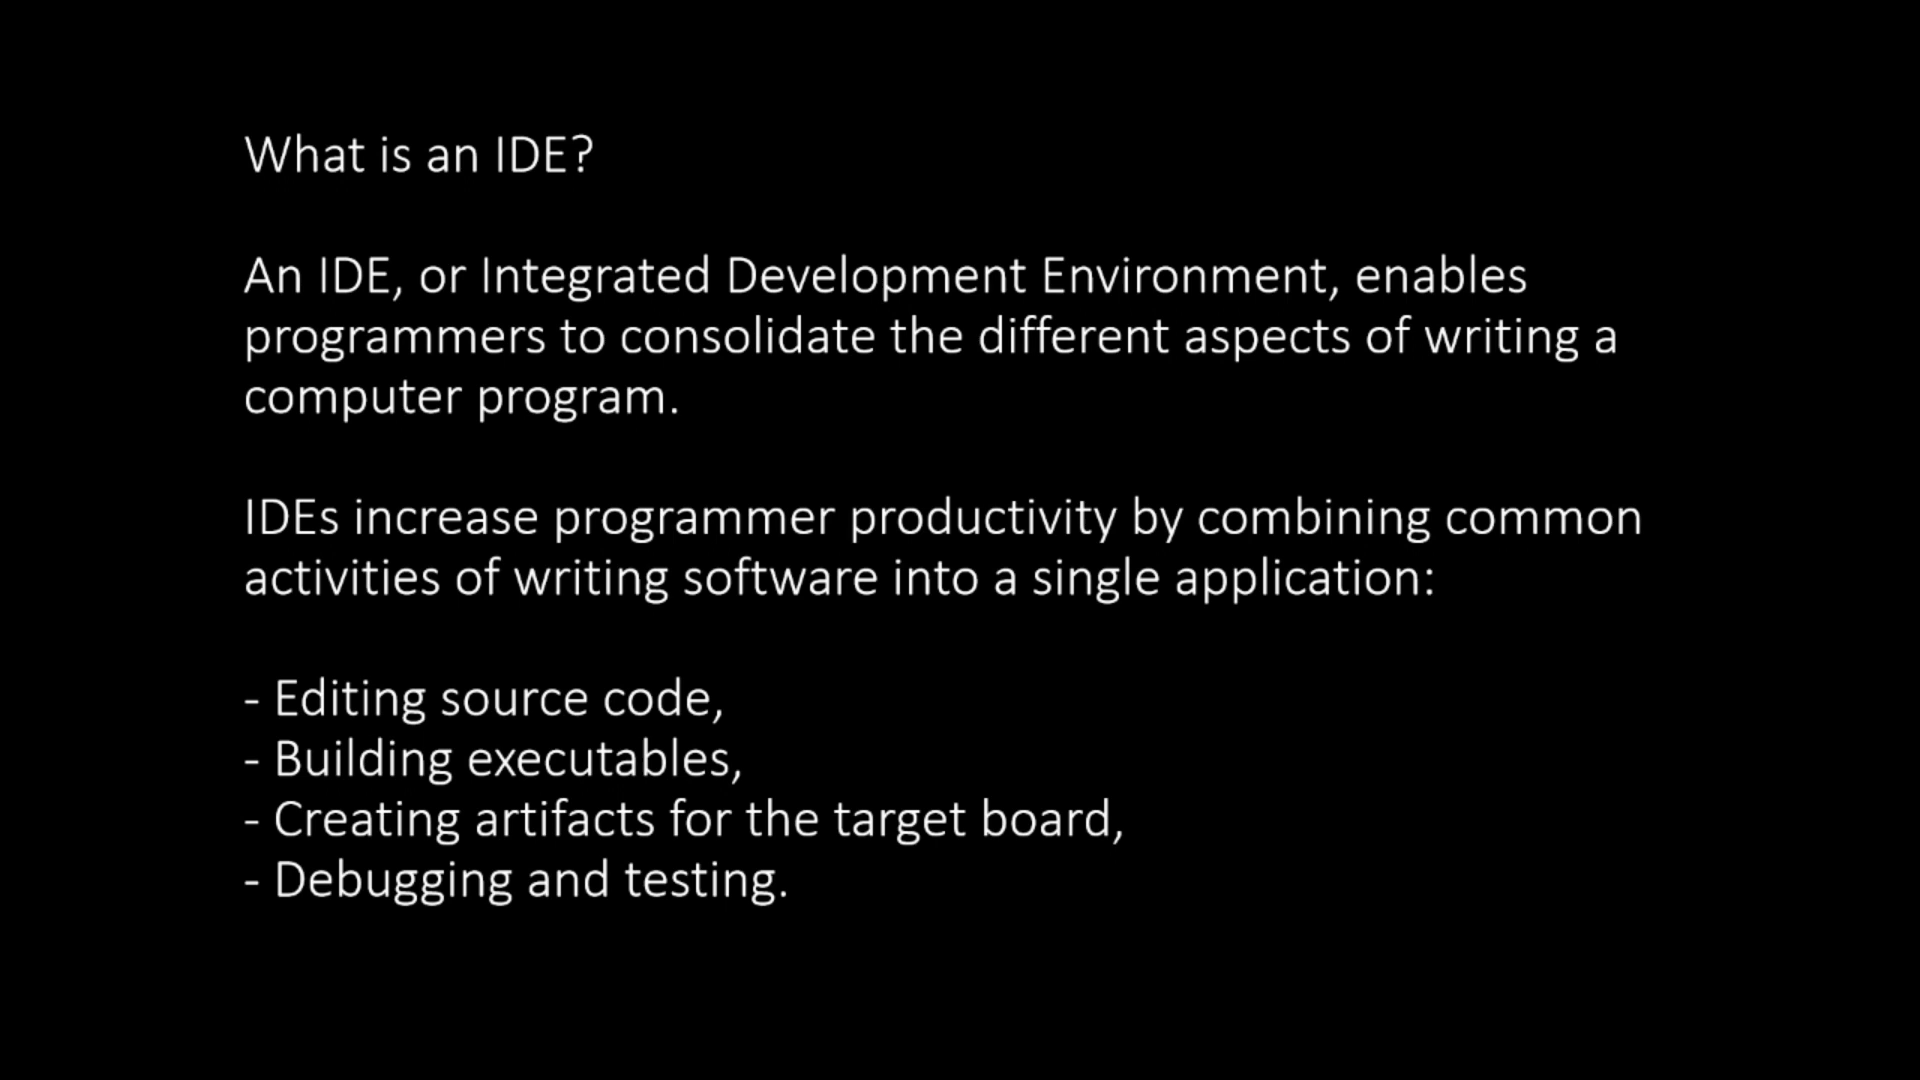 What is an IDE?
An IDE, or Integrated Development Environment, enables
programmers to consolidate the different aspects of writing a
computer program.
IDEs increase programmer productivity by combining common
activities of writing software into a single application:
- Editing source code,
- Building executables,
- Creating artifacts for the target board,
- Debugging and testing.